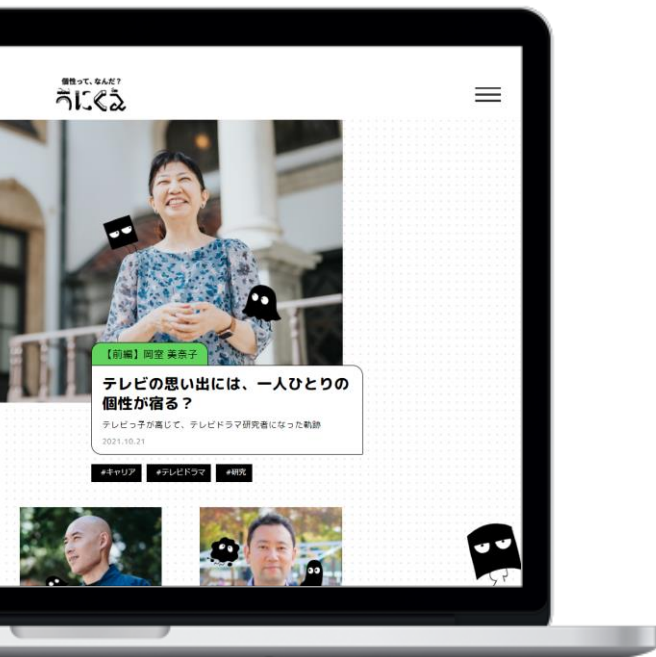 個性って、なんだ？
うにくえ
【前編】岡室 美奈子
テレビの思い出には、一人ひとりの
個性が宿る？
テレビっ子が高じて、テレビドラマ研究者になった軌跡
2021.10.21
#キャリア #テレビドラマ #研究